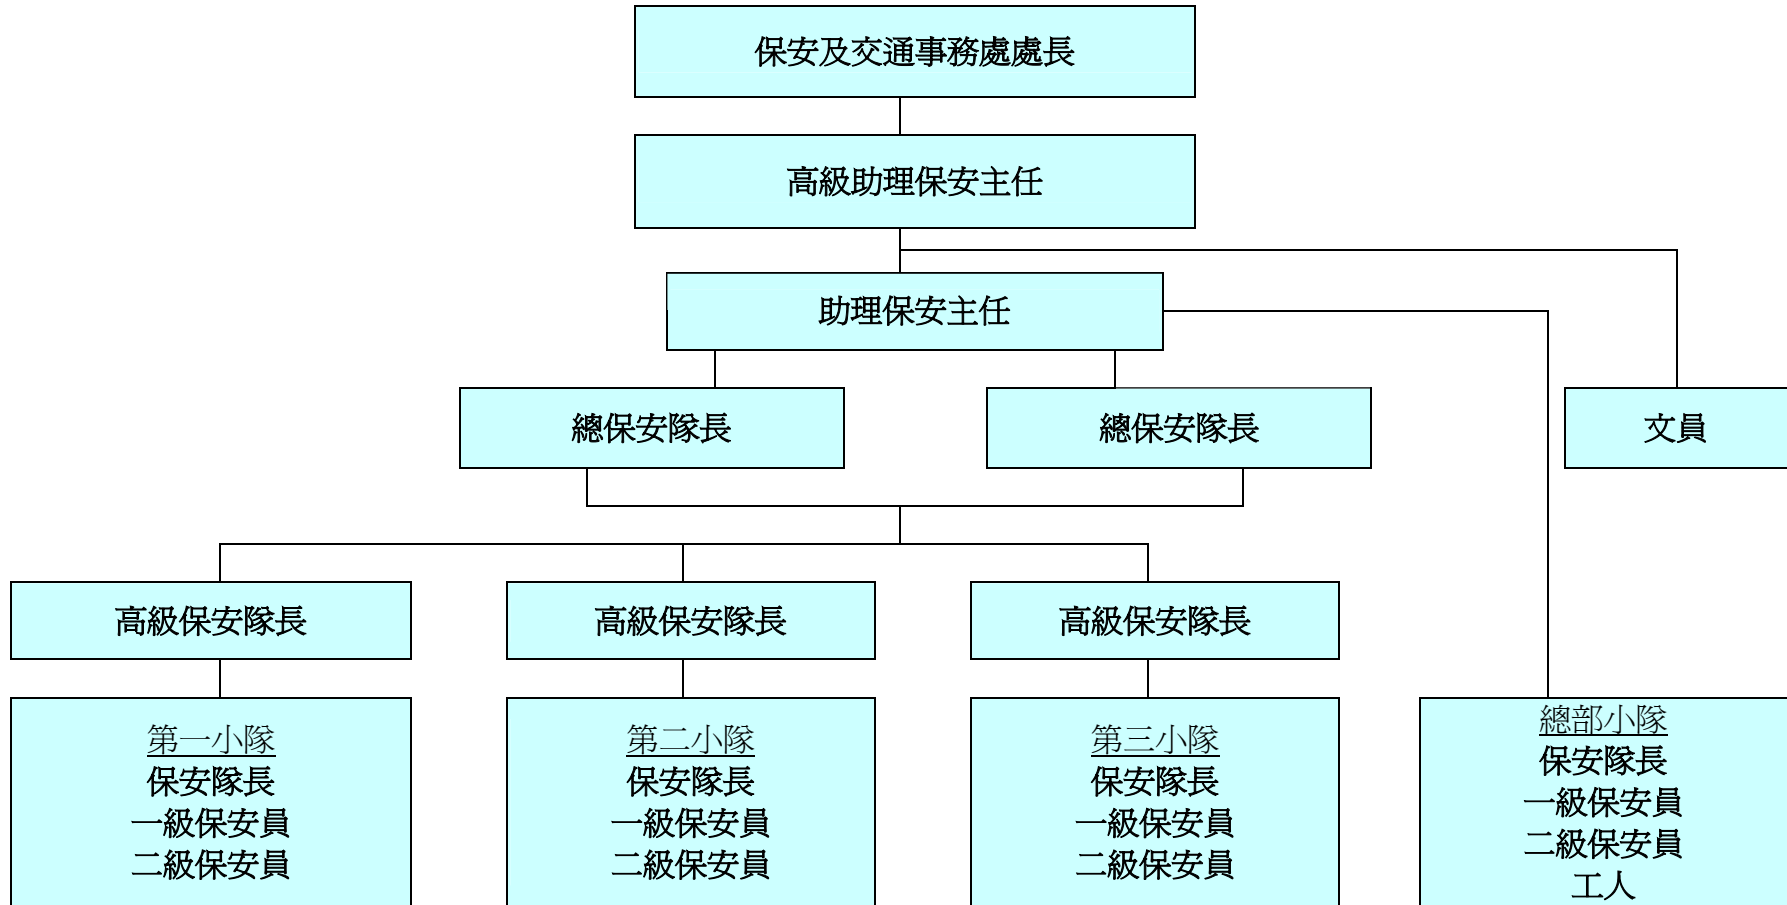 保安及交通事務處處長
高級助理保安主任
助理保安主任
總保安隊長
總保安隊長
文員
高級保安隊長
高級保安隊長
高級保安隊長
第一小隊
保安隊長
一級保安員
二級保安員
第二小隊
保安隊長
一級保安員
二級保安員
第三小隊
保安隊長
一級保安員
二級保安員
總部小隊
保安隊長
一級保安員
二級保安員
工人